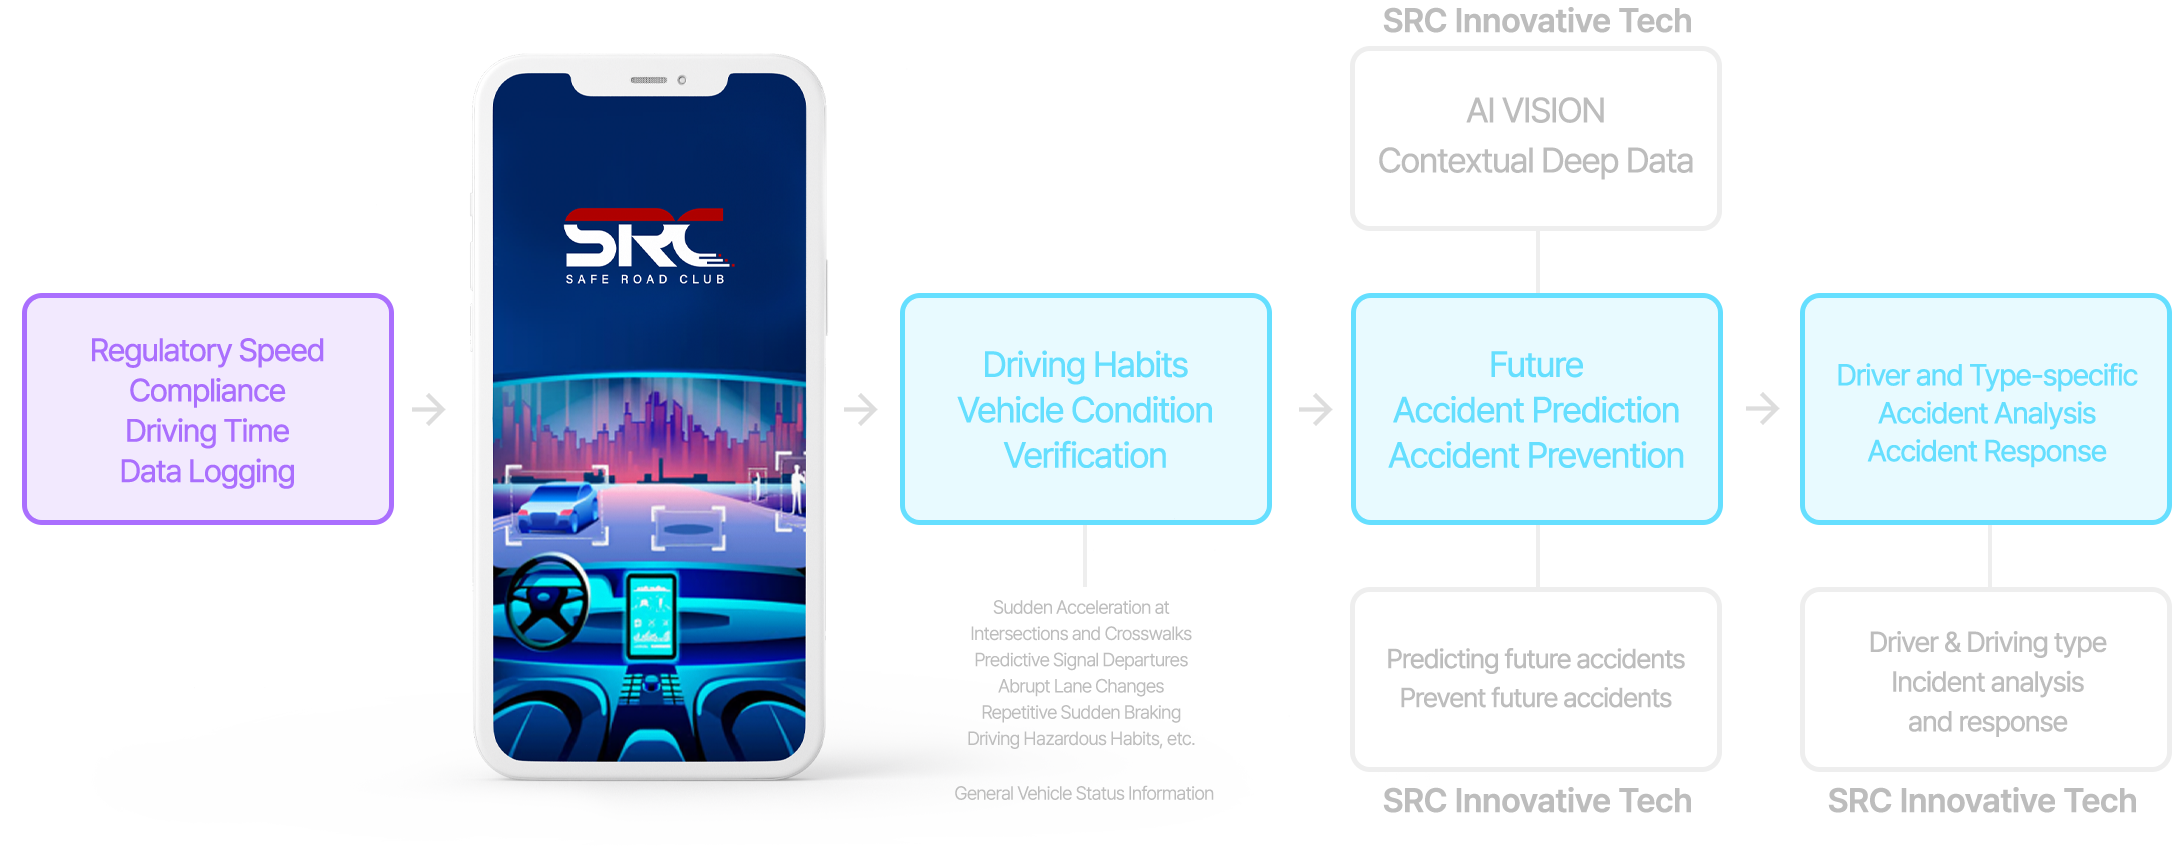 SRC Innovative Tech
AI VISION
Contextual Deep Data
SRC
SAFE ROAD CLUB
Regulatory Speed
Compliance
Driving Time
Data Logging
Driving Habits
Vehicle Condition
Verification
Future
Accident Prediction
Accident Prevention
Driver and Type-specific
Accident Analysis
Accident Response
Sudden Acceleration at
Intersections and Crosswalks
Predictive Signal Departures
Abrupt Lane Changes
Repetitive Sudden Braking
Driving Hazardous Habits, etc.
General Vehicle Status Information
Predicting future accidents
Prevent future accidents
SRC Innovative Tech
Driver & Driving type
Incident analysis
and response
SRC Innovative Tech